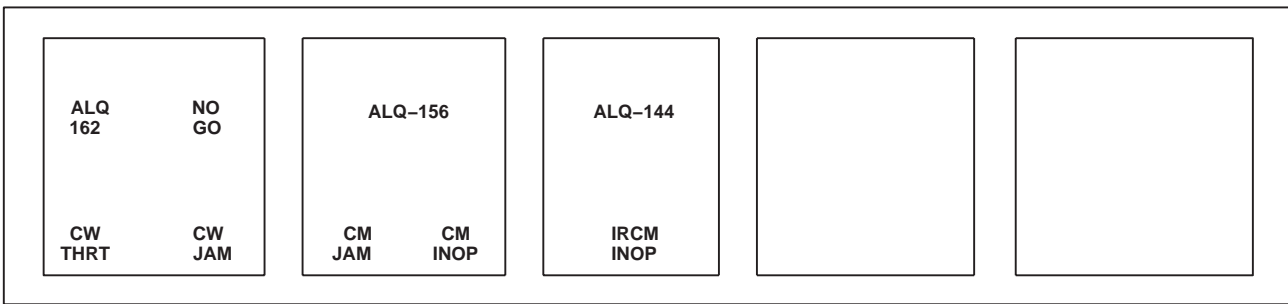 ALQ
162
NO
GO
CW
THRT
CW
JAM
ALQ–156
CM
JAM
CM
INOP
ALQ–144
IRCM
INOP